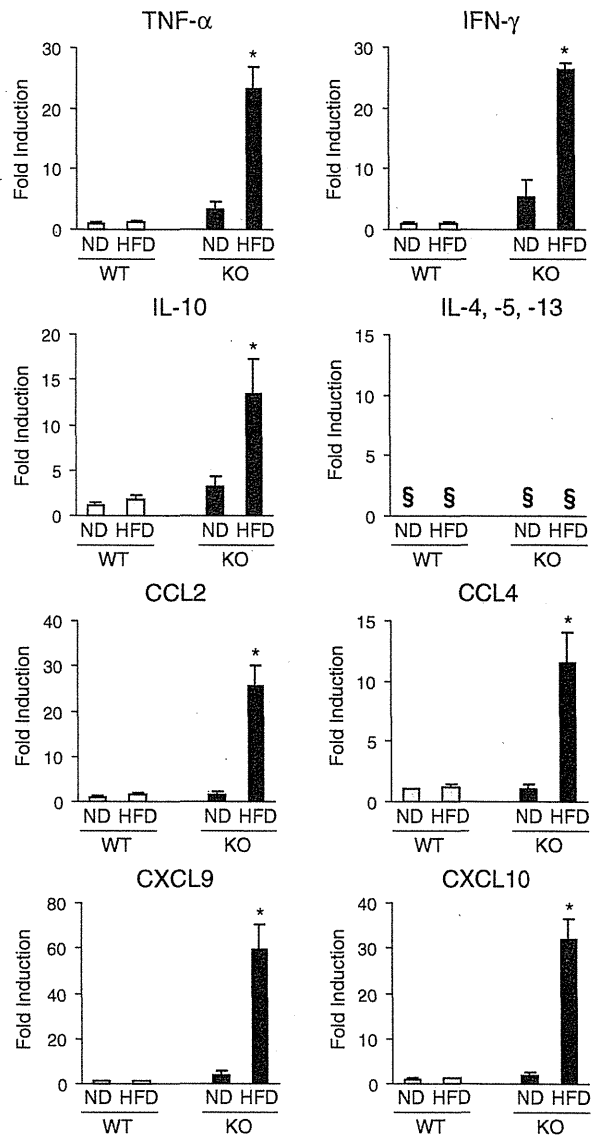 TNF-α
Fold Induction
30
20
10
0
*
ND HFD ND HFD
WT KO
IFN-γ
Fold Induction
30
20
10
0
*
ND HFD ND HFD
WT KO
IL-10
Fold Induction
20
15
10
5
0
*
ND HFD ND HFD
WT KO
IL-4, -5, -13
Fold Induction
15
10
5
0
§ § § §
ND HFD ND HFD
WT KO
CCL2
Fold Induction
40
30
20
10
0
*
ND HFD ND HFD
WT KO
CCL4
Fold Induction
15
10
5
0
*
ND HFD ND HFD
WT KO
CXCL9
Fold Induction
80
60
40
20
0
*
ND HFD ND HFD
WT KO
CXCL10
Fold Induction
40
30
20
10
0
*
ND HFD ND HFD
WT KO